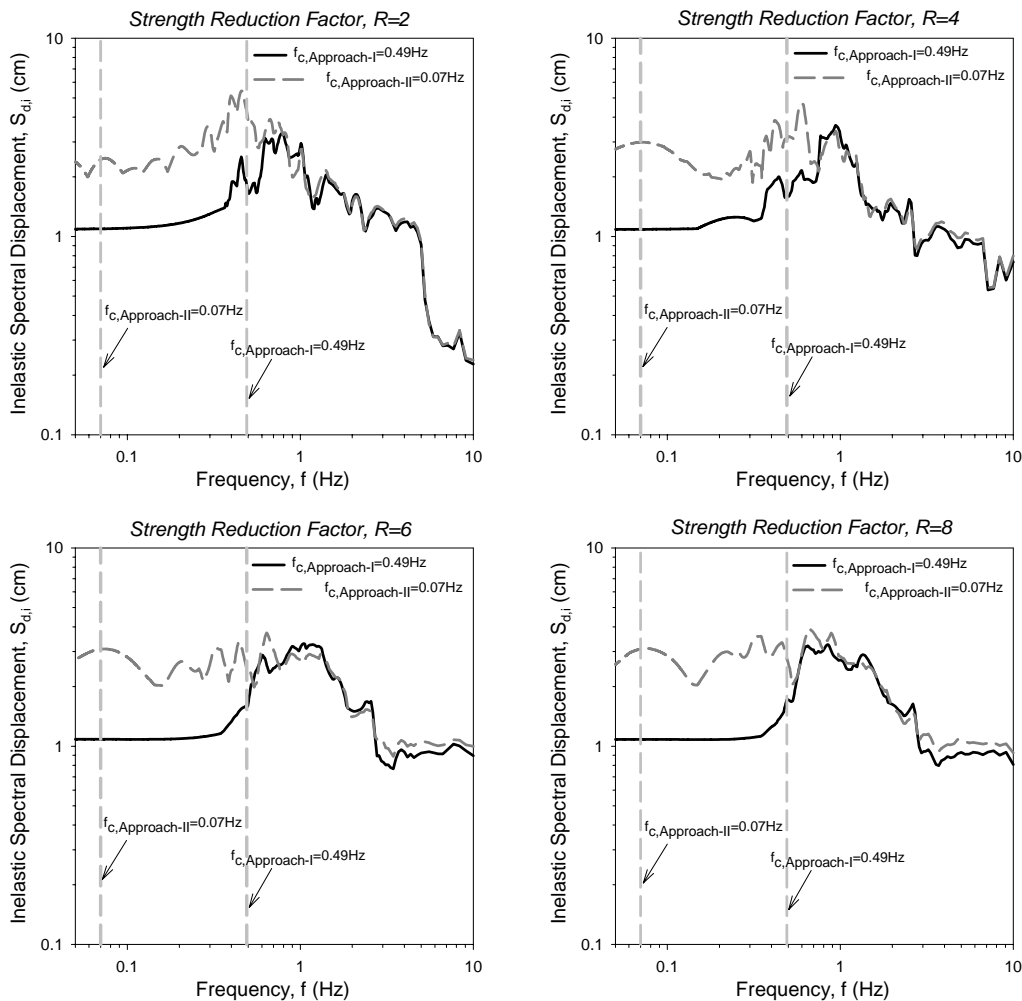 Strength Reduction Factor, R=2
10
1
0.1
Inelastic Spectral Displacement, Sd,i (cm)
fc,Approach-I=0.49Hz
fc,Approach-II=0.07Hz
fc,Approach-II=0.07Hz
fc,Approach-I=0.49Hz
0.1 1 10
Frequency, f (Hz)
Strength Reduction Factor, R=4
10
1
0.1
Inelastic Spectral Displacement, Sd,i (cm)
fc,Approach-I=0.49Hz
fc,Approach-II=0.07Hz
fc,Approach-II=0.07Hz
fc,Approach-I=0.49Hz
0.1 1 10
Frequency, f (Hz)
Strength Reduction Factor, R=6
10
1
0.1
Inelastic Spectral Displacement, Sd,i (cm)
fc,Approach-I=0.49Hz
fc,Approach-II=0.07Hz
fc,Approach-II=0.07Hz
fc,Approach-I=0.49Hz
0.1 1 10
Frequency, f (Hz)
Strength Reduction Factor, R=8
10
1
0.1
Inelastic Spectral Displacement, Sd,i (cm)
fc,Approach-I=0.49Hz
fc,Approach-II=0.07Hz
fc,Approach-II=0.07Hz
fc,Approach-I=0.49Hz
0.1 1 10
Frequency, f (Hz)